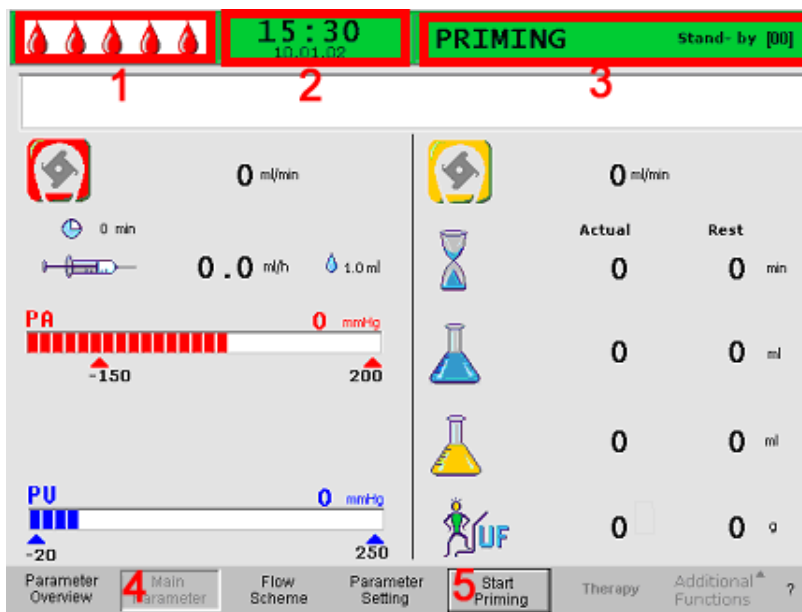 15:30
10.01.02
PRIMING
Stand- by [00]
1
2
3
0 ml/min
0 ml/min
0 min
Actual Rest
0.0 ml/h 1.0 ml
0 0 min
PA 0 mmHg
-150 200
0 0 ml
0 0 ml
PV 0 mmHg
-20 250
UF 0 0 g
Parameter Overview
4 Main Parameter
Flow Scheme
Parameter Setting
5 Start Priming
Therapy
Additional Functions
?